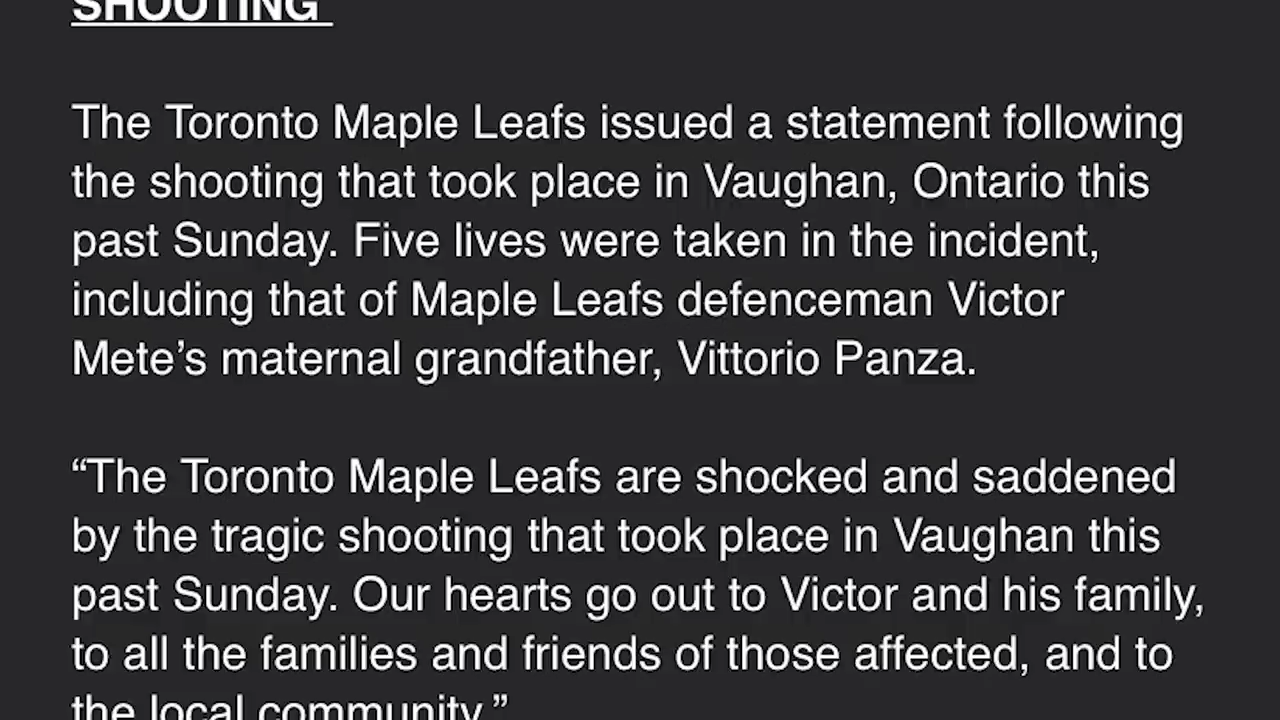 SHOOTING
The Toronto Maple Leafs issued a statement following
the shooting that took place in Vaughan, Ontario this
past Sunday. Five lives were taken in the incident,
including that of Maple Leafs defenceman Victor
Mete’s maternal grandfather, Vittorio Panza.
“The Toronto Maple Leafs are shocked and saddened
by the tragic shooting that took place in Vaughan this
past Sunday. Our hearts go out to Victor and his family,
to all the families and friends of those affected, and to
the local community.”